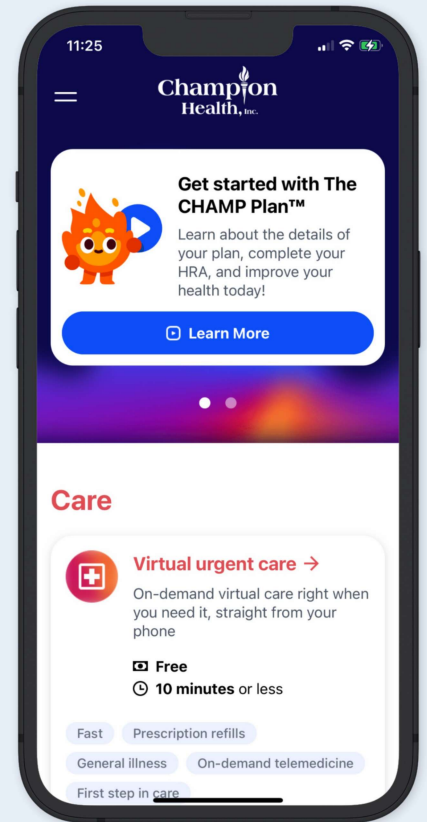 11:25
Champion
Health, Inc.
Get started with The
CHAMP Plan™
Learn about the details of
your plan, complete your
HRA, and improve your
health today!
Learn More
Care
Virtual urgent care →
On-demand virtual care right when
you need it, straight from your
phone
Free
10 minutes or less
Fast
Prescription refills
General illness
On-demand telemedicine
First step in care